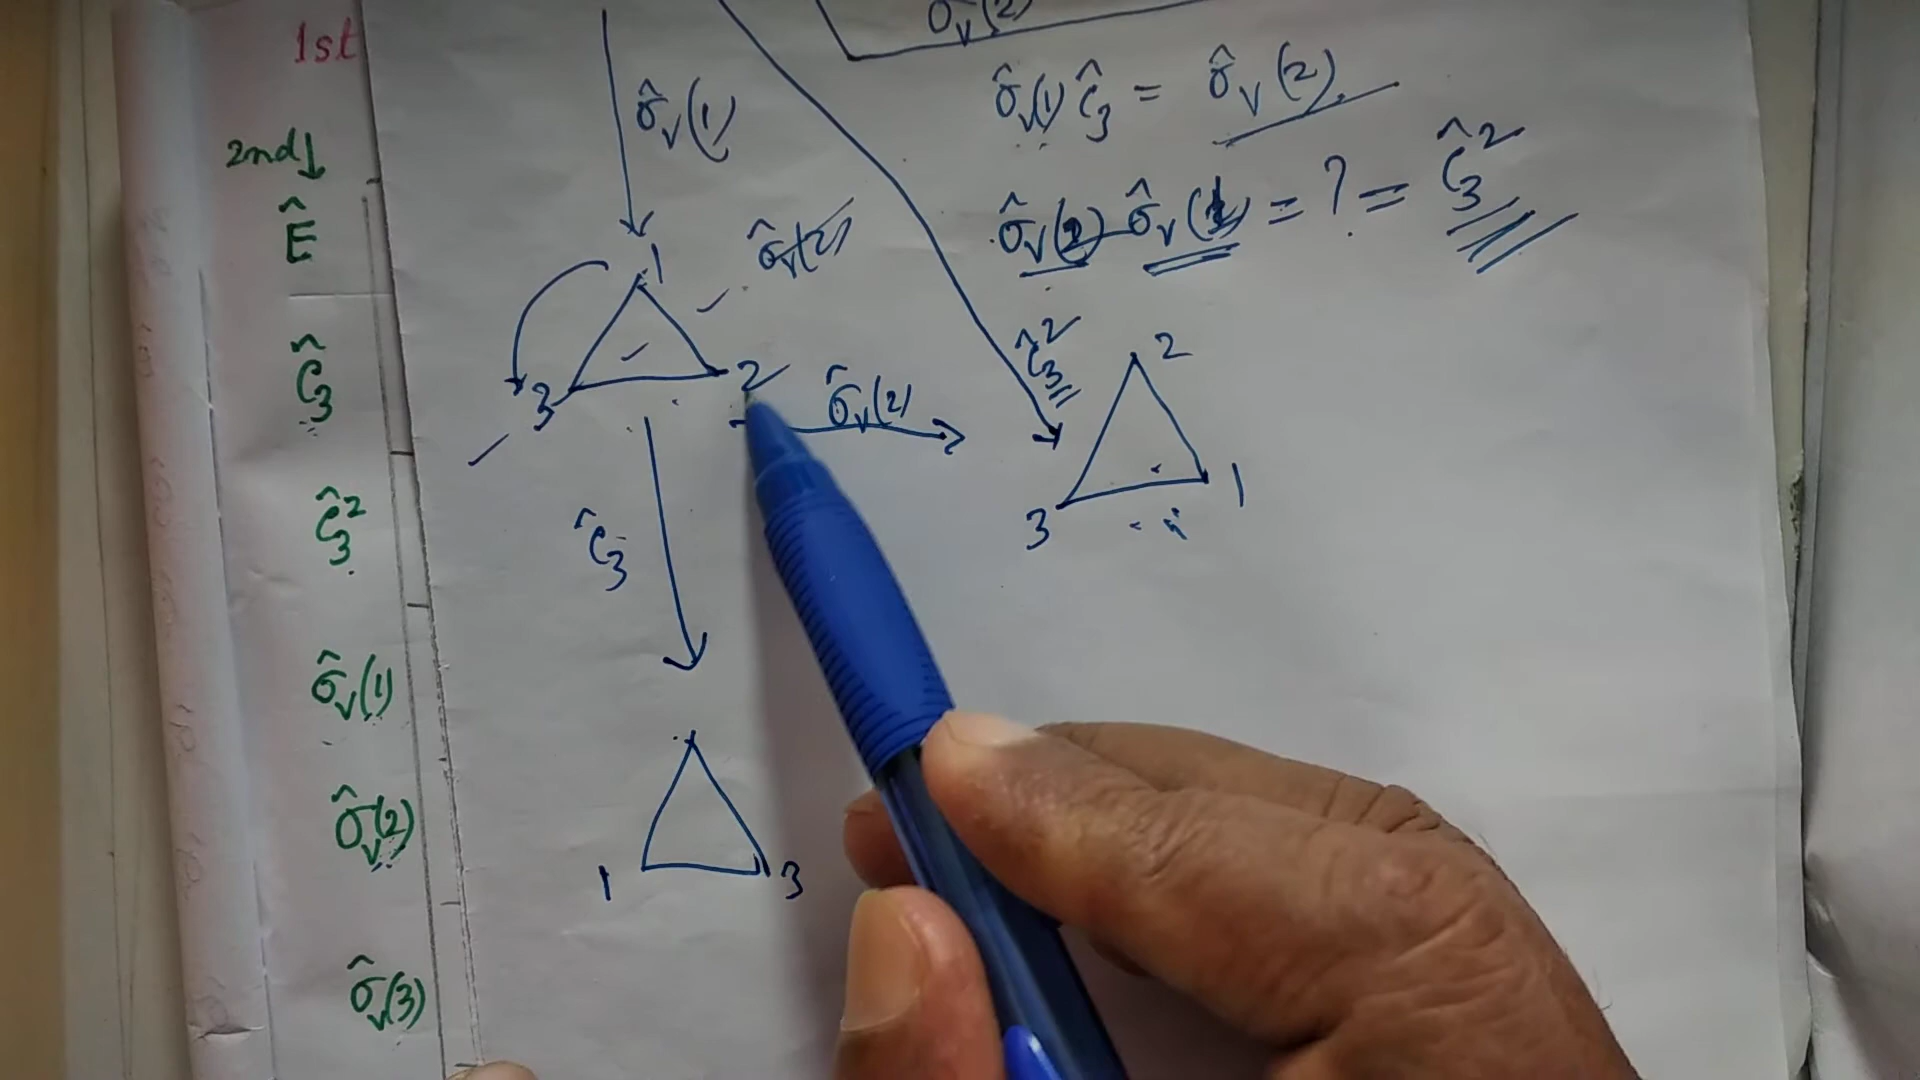 1st
2nd↓
Ê
Ĉ₃
Ĉ₃²
σ̂ᵥ(1)
σ̂ᵥ(2)
σ̂ᵥ(3)
σ̂ᵥ(2)
σ̂ᵥ(1)
σ̂ᵥ(1) Ĉ₃ = σ̂ᵥ(2)
σ̂ᵥ(2) σ̂ᵥ(1) = ? = Ĉ₃²
σ̂ᵥ(2)
1
3 2
σ̂ᵥ(2)
Ĉ₃²
2
3 1
Ĉ₃
1 3